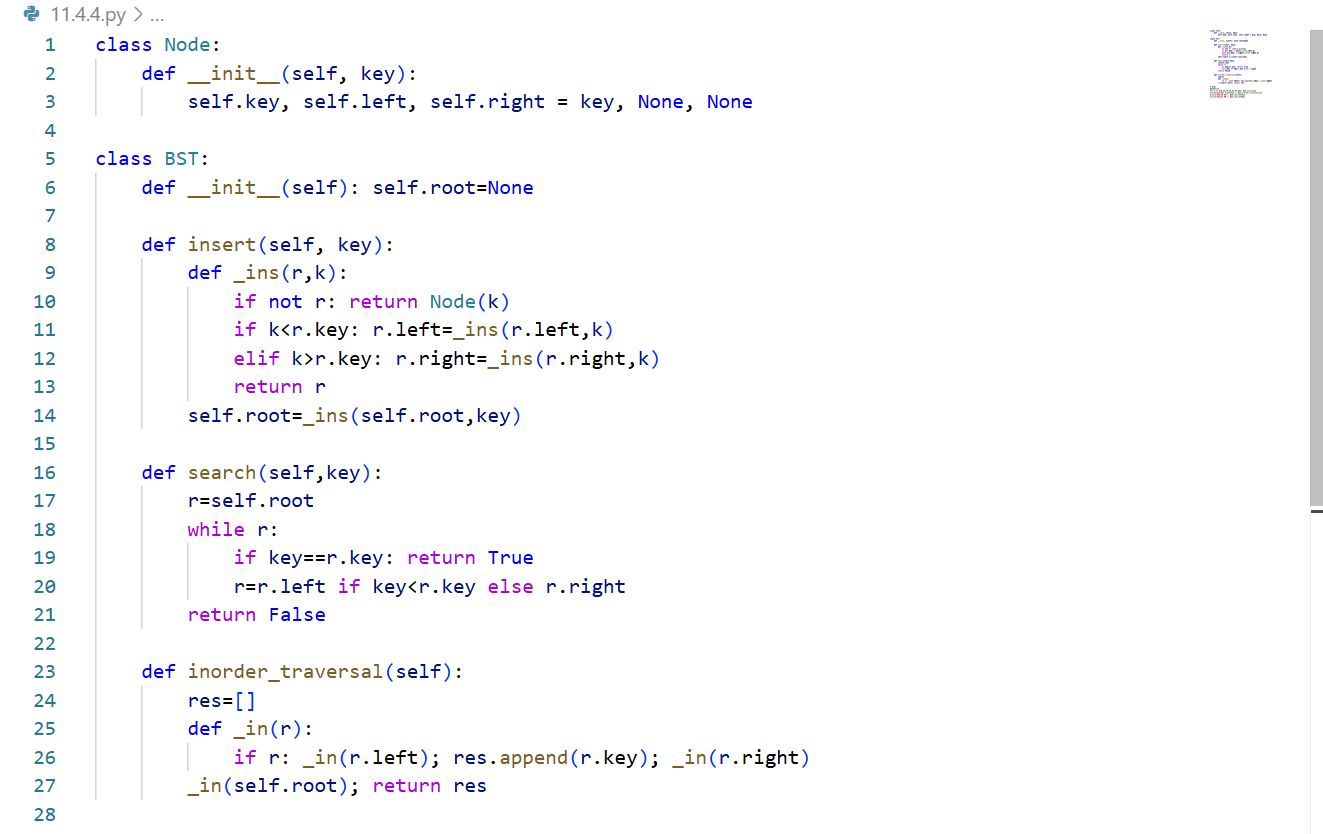 11.4.4.py > ...
1 class Node:
2     def __init__(self, key):
3         self.key, self.left, self.right = key, None, None
4
5 class BST:
6     def __init__(self): self.root=None
7
8     def insert(self, key):
9         def _ins(r,k):
10             if not r: return Node(k)
11             if k<r.key: r.left=_ins(r.left,k)
12             elif k>r.key: r.right=_ins(r.right,k)
13             return r
14         self.root=_ins(self.root,key)
15
16     def search(self,key):
17         r=self.root
18         while r:
19             if key==r.key: return True
20             r=r.left if key<r.key else r.right
21         return False
22
23     def inorder_traversal(self):
24         res=[]
25         def _in(r):
26             if r: _in(r.left); res.append(r.key); _in(r.right)
27         _in(self.root); return res
28